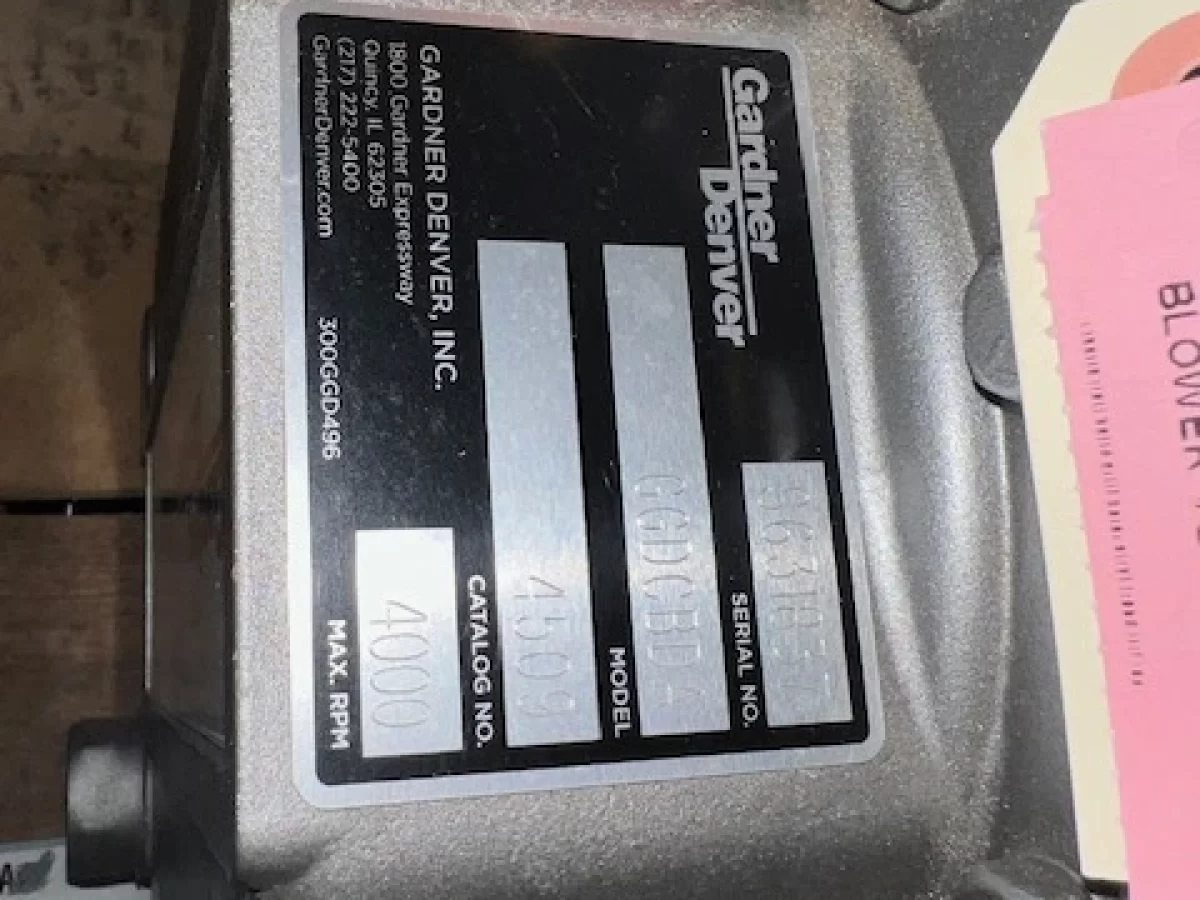 Gardner
Denver
SERIAL NO.
MODEL
GGDCBDA
CATALOG NO.
4509
MAX. RPM
4000
GARDNER DENVER, INC.
1800 Gardner Expressway
Quincy, IL 62305
(217) 222-5400
GardnerDenver.com
300GGD496
BLOWER